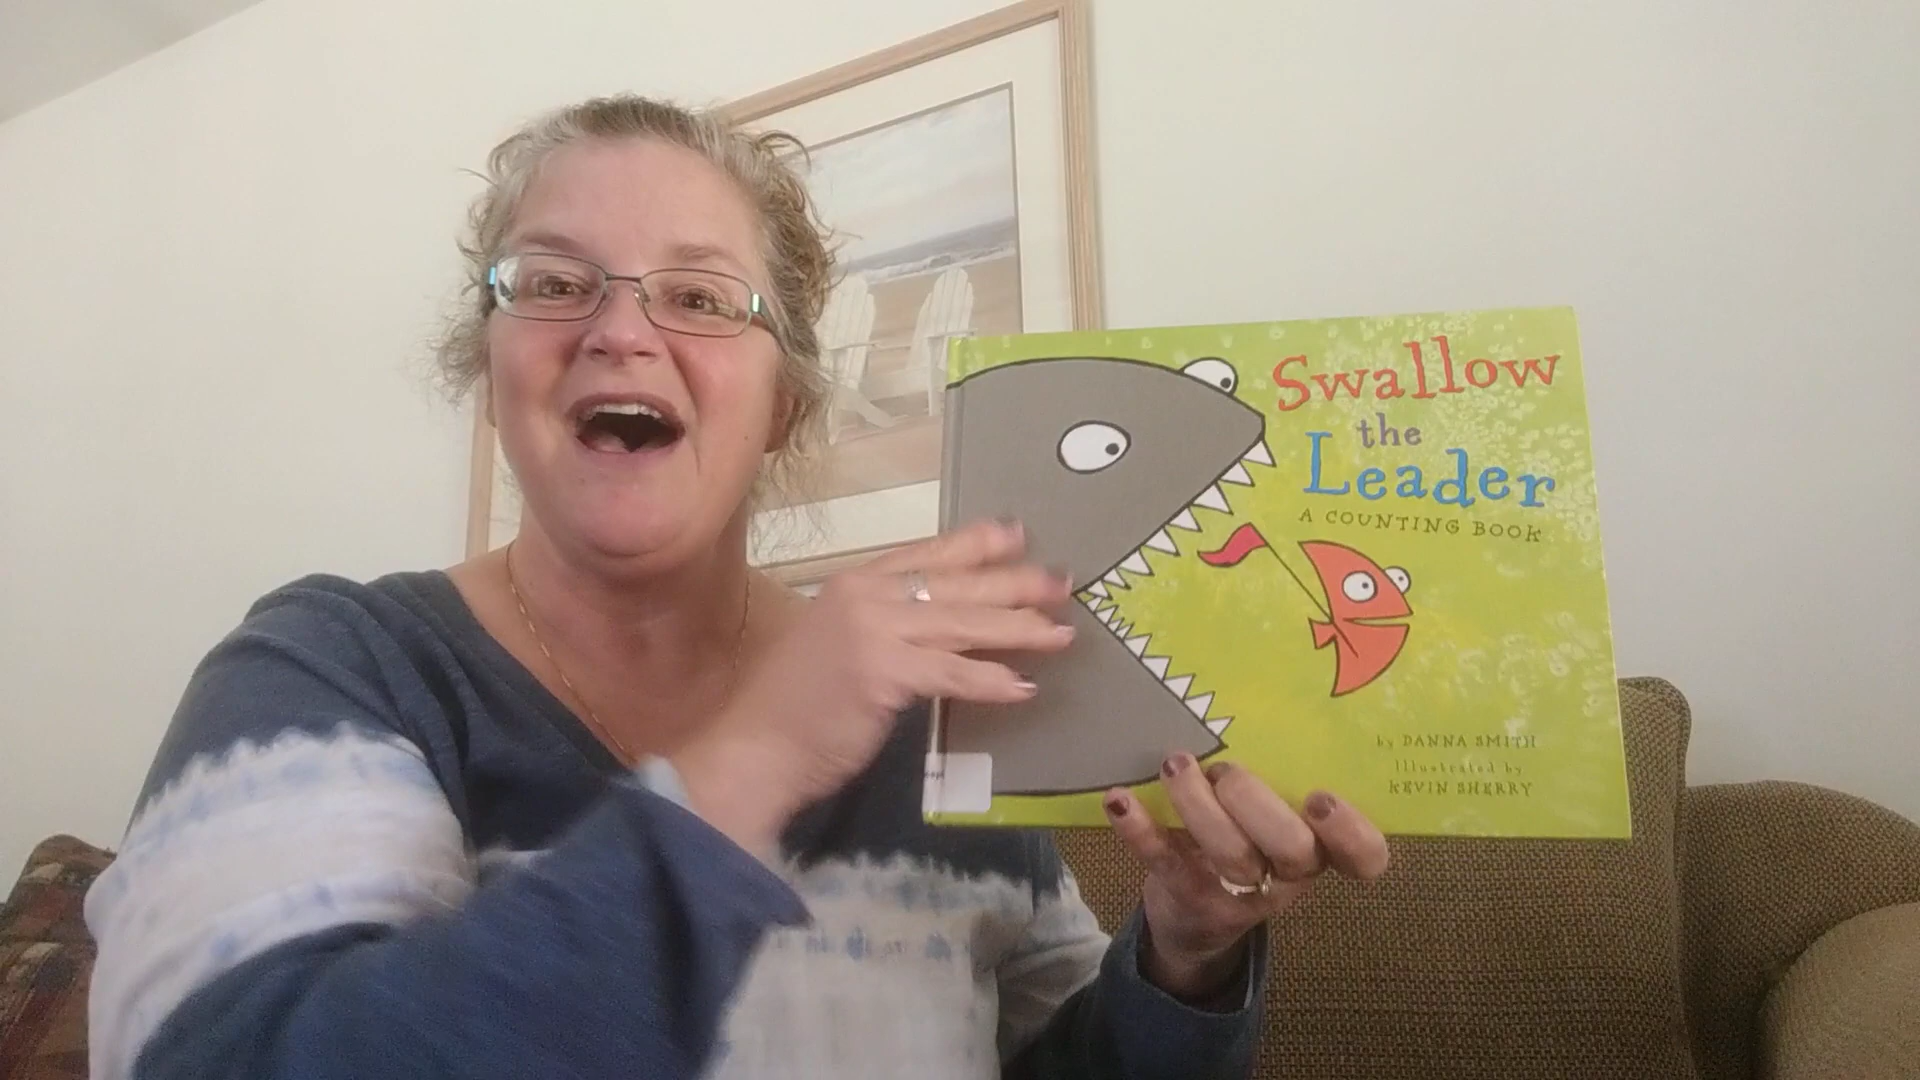 Swallow
the
Leader
A COUNTING BOOK
by DANNA SMITH
Illustrated by
KEVIN SHERRY